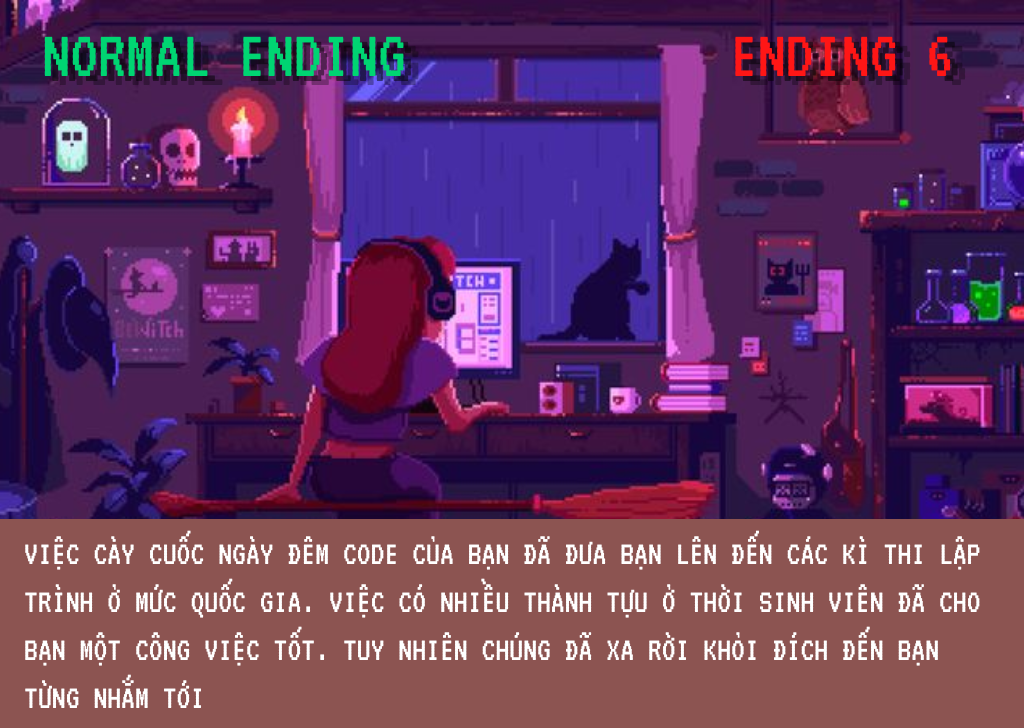 NORMAL ENDING
ENDING 6
BEWITCH
TCH
VIỆC CÀY CUỐC NGÀY ĐÊM CODE CỦA BẠN ĐÃ ĐƯA BẠN LÊN ĐẾN CÁC KÌ THI LẬP
TRÌNH Ở MỨC QUỐC GIA. VIỆC CÓ NHIỀU THÀNH TỰU Ở THỜI SINH VIÊN ĐÃ CHO
BẠN MỘT CÔNG VIỆC TỐT. TUY NHIÊN CHÚNG ĐÃ XA RỜI KHỎI ĐÍCH ĐẾN BẠN
TỪNG NHẮM TỚI